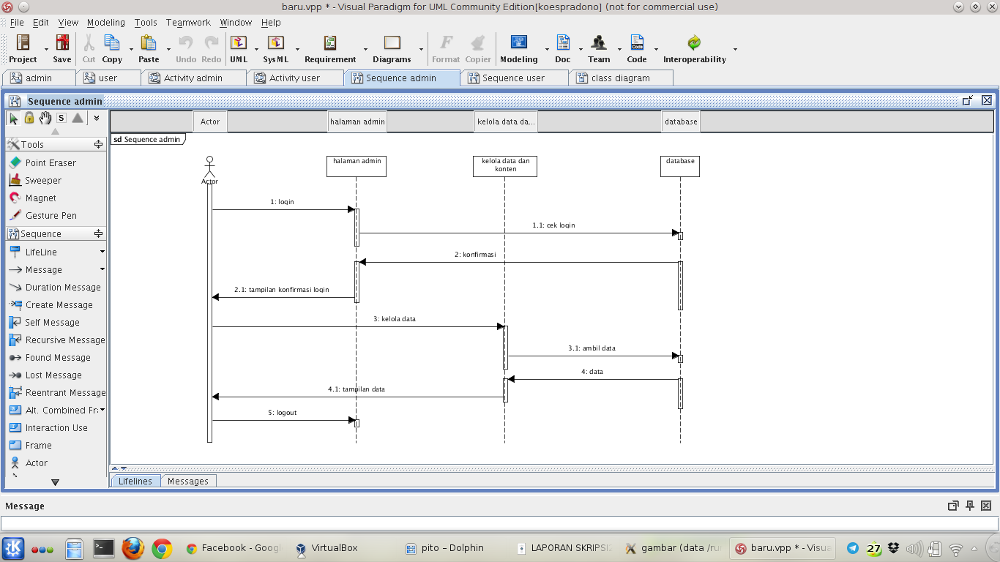 baru.vpp * - Visual Paradigm for UML Community Edition[koespradono] (not for commercial use)
File Edit View Modeling Tools Teamwork Window Help
Project Save Cut Copy Paste Undo Redo UML SysML Requirement Diagrams Format Copier Modeling Doc Team Code Interoperability
admin user Activity admin Activity user Sequence admin Sequence user class diagram
Sequence admin
S
Actor halaman admin kelola data da... database
sd Sequence admin
Tools
Point Eraser
Sweeper
Magnet
Gesture Pen
Sequence
LifeLine
Message
Duration Message
Create Message
Self Message
Recursive Message
Found Message
Lost Message
Reentrant Message
Alt. Combined Fr:
Interaction Use
Frame
Actor
Actor
halaman admin
kelola data dan
konten
database
1: login
1.1: cek login
2: konfirmasi
2.1: tampilan konfirmasi login
3: kelola data
3.1: ambil data
4: data
4.1: tampilan data
5: logout
Lifelines Messages
Message
Facebook - Googl VirtualBox pito – Dolphin LAPORAN SKRIPSI gambar (data /ru baru.vpp * - Visua 27